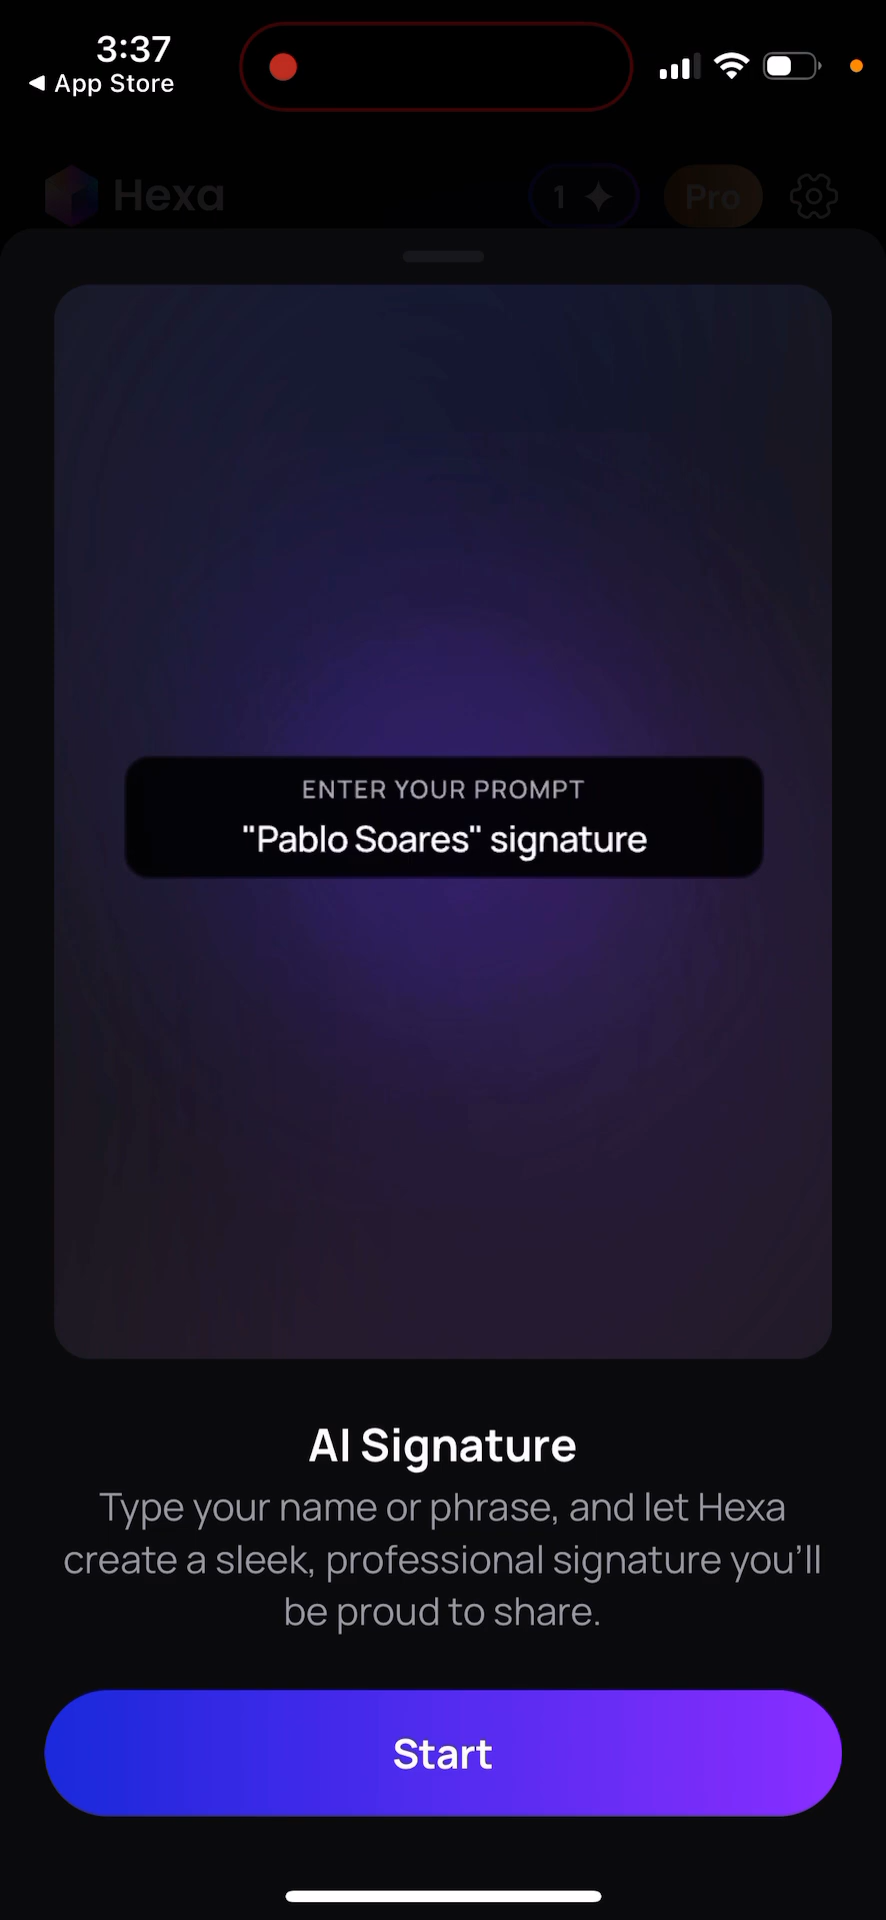 3:37
◀ App Store
Hexa
1
Pro
ENTER YOUR PROMPT
"Pablo Soares" signature
AI Signature
Type your name or phrase, and let Hexa
create a sleek, professional signature you’ll
be proud to share.
Start